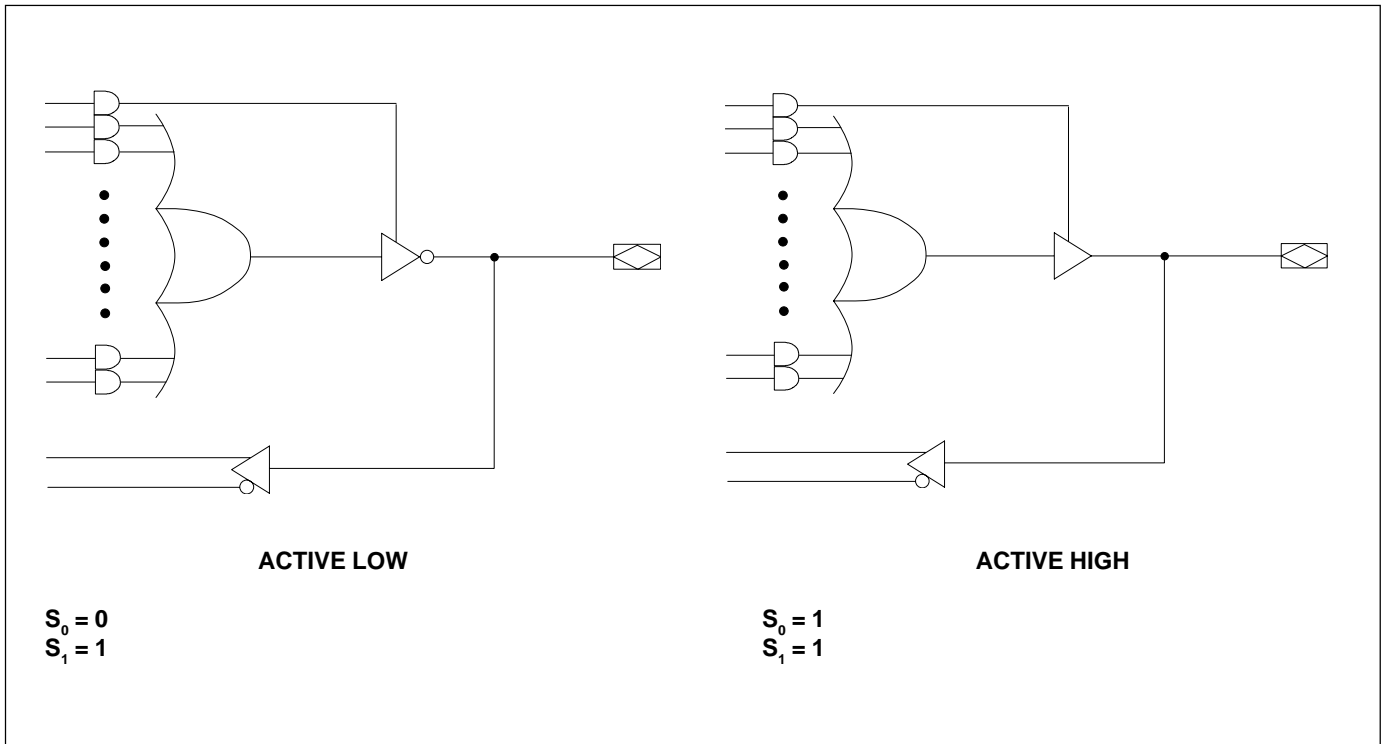 ACTIVE LOW
ACTIVE HIGH
S₀ = 0
S₁ = 1
S₀ = 1
S₁ = 1